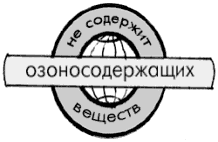 не содержит
озоносодержащих
веществ